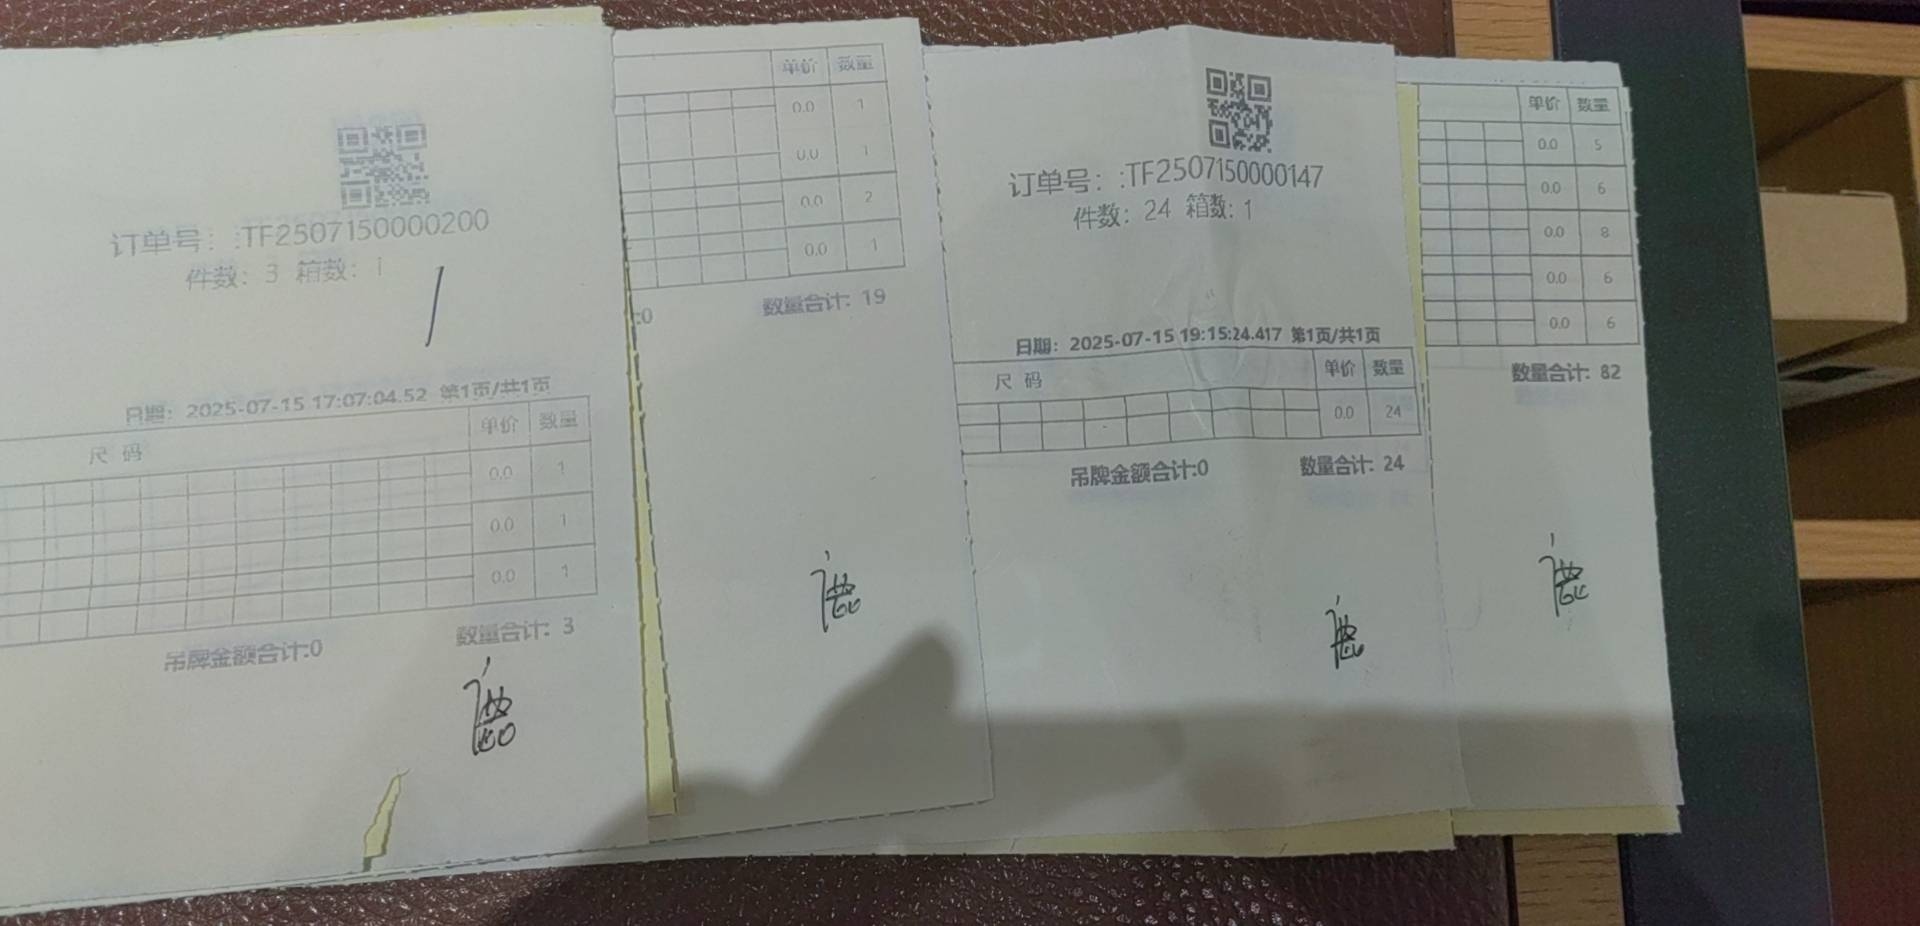 订单号：:TF2507150000200
件数：3 箱数：1
日期：2025-07-15 17:07:04.52 第1页/共1页
尺 码 单价 数量
0.0 1
0.0 1
0.0 1
吊牌金额合计:0 数量合计：3
单价 数量
0.0 1
0.0 1
0.0 2
0.0 1
:0 数量合计：19
订单号：:TF2507150000147
件数：24 箱数：1
日期：2025-07-15 19:15:24.417 第1页/共1页
尺 码 单价 数量
0.0 24
吊牌金额合计:0 数量合计：24
单价 数量
0.0 5
0.0 6
0.0 8
0.0 6
0.0 6
数量合计：82